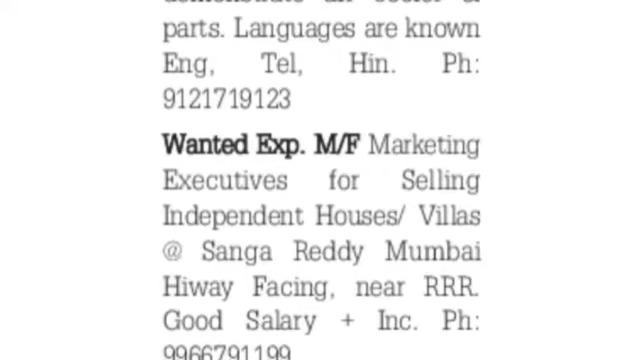 parts. Languages are known
Eng, Tel, Hin. Ph:
9121719123
Wanted Exp. M/F Marketing
Executives for Selling
Independent Houses/ Villas
@ Sanga Reddy Mumbai
Hiway Facing, near RRR.
Good Salary + Inc. Ph:
9966791199